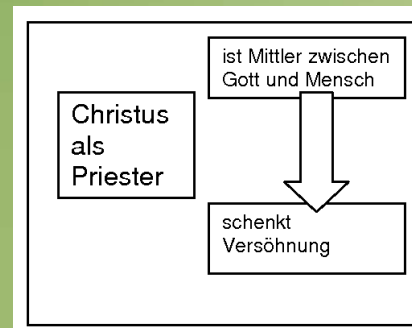 Christus
als
Priester
ist Mittler zwischen
Gott und Mensch
schenkt
Versöhnung